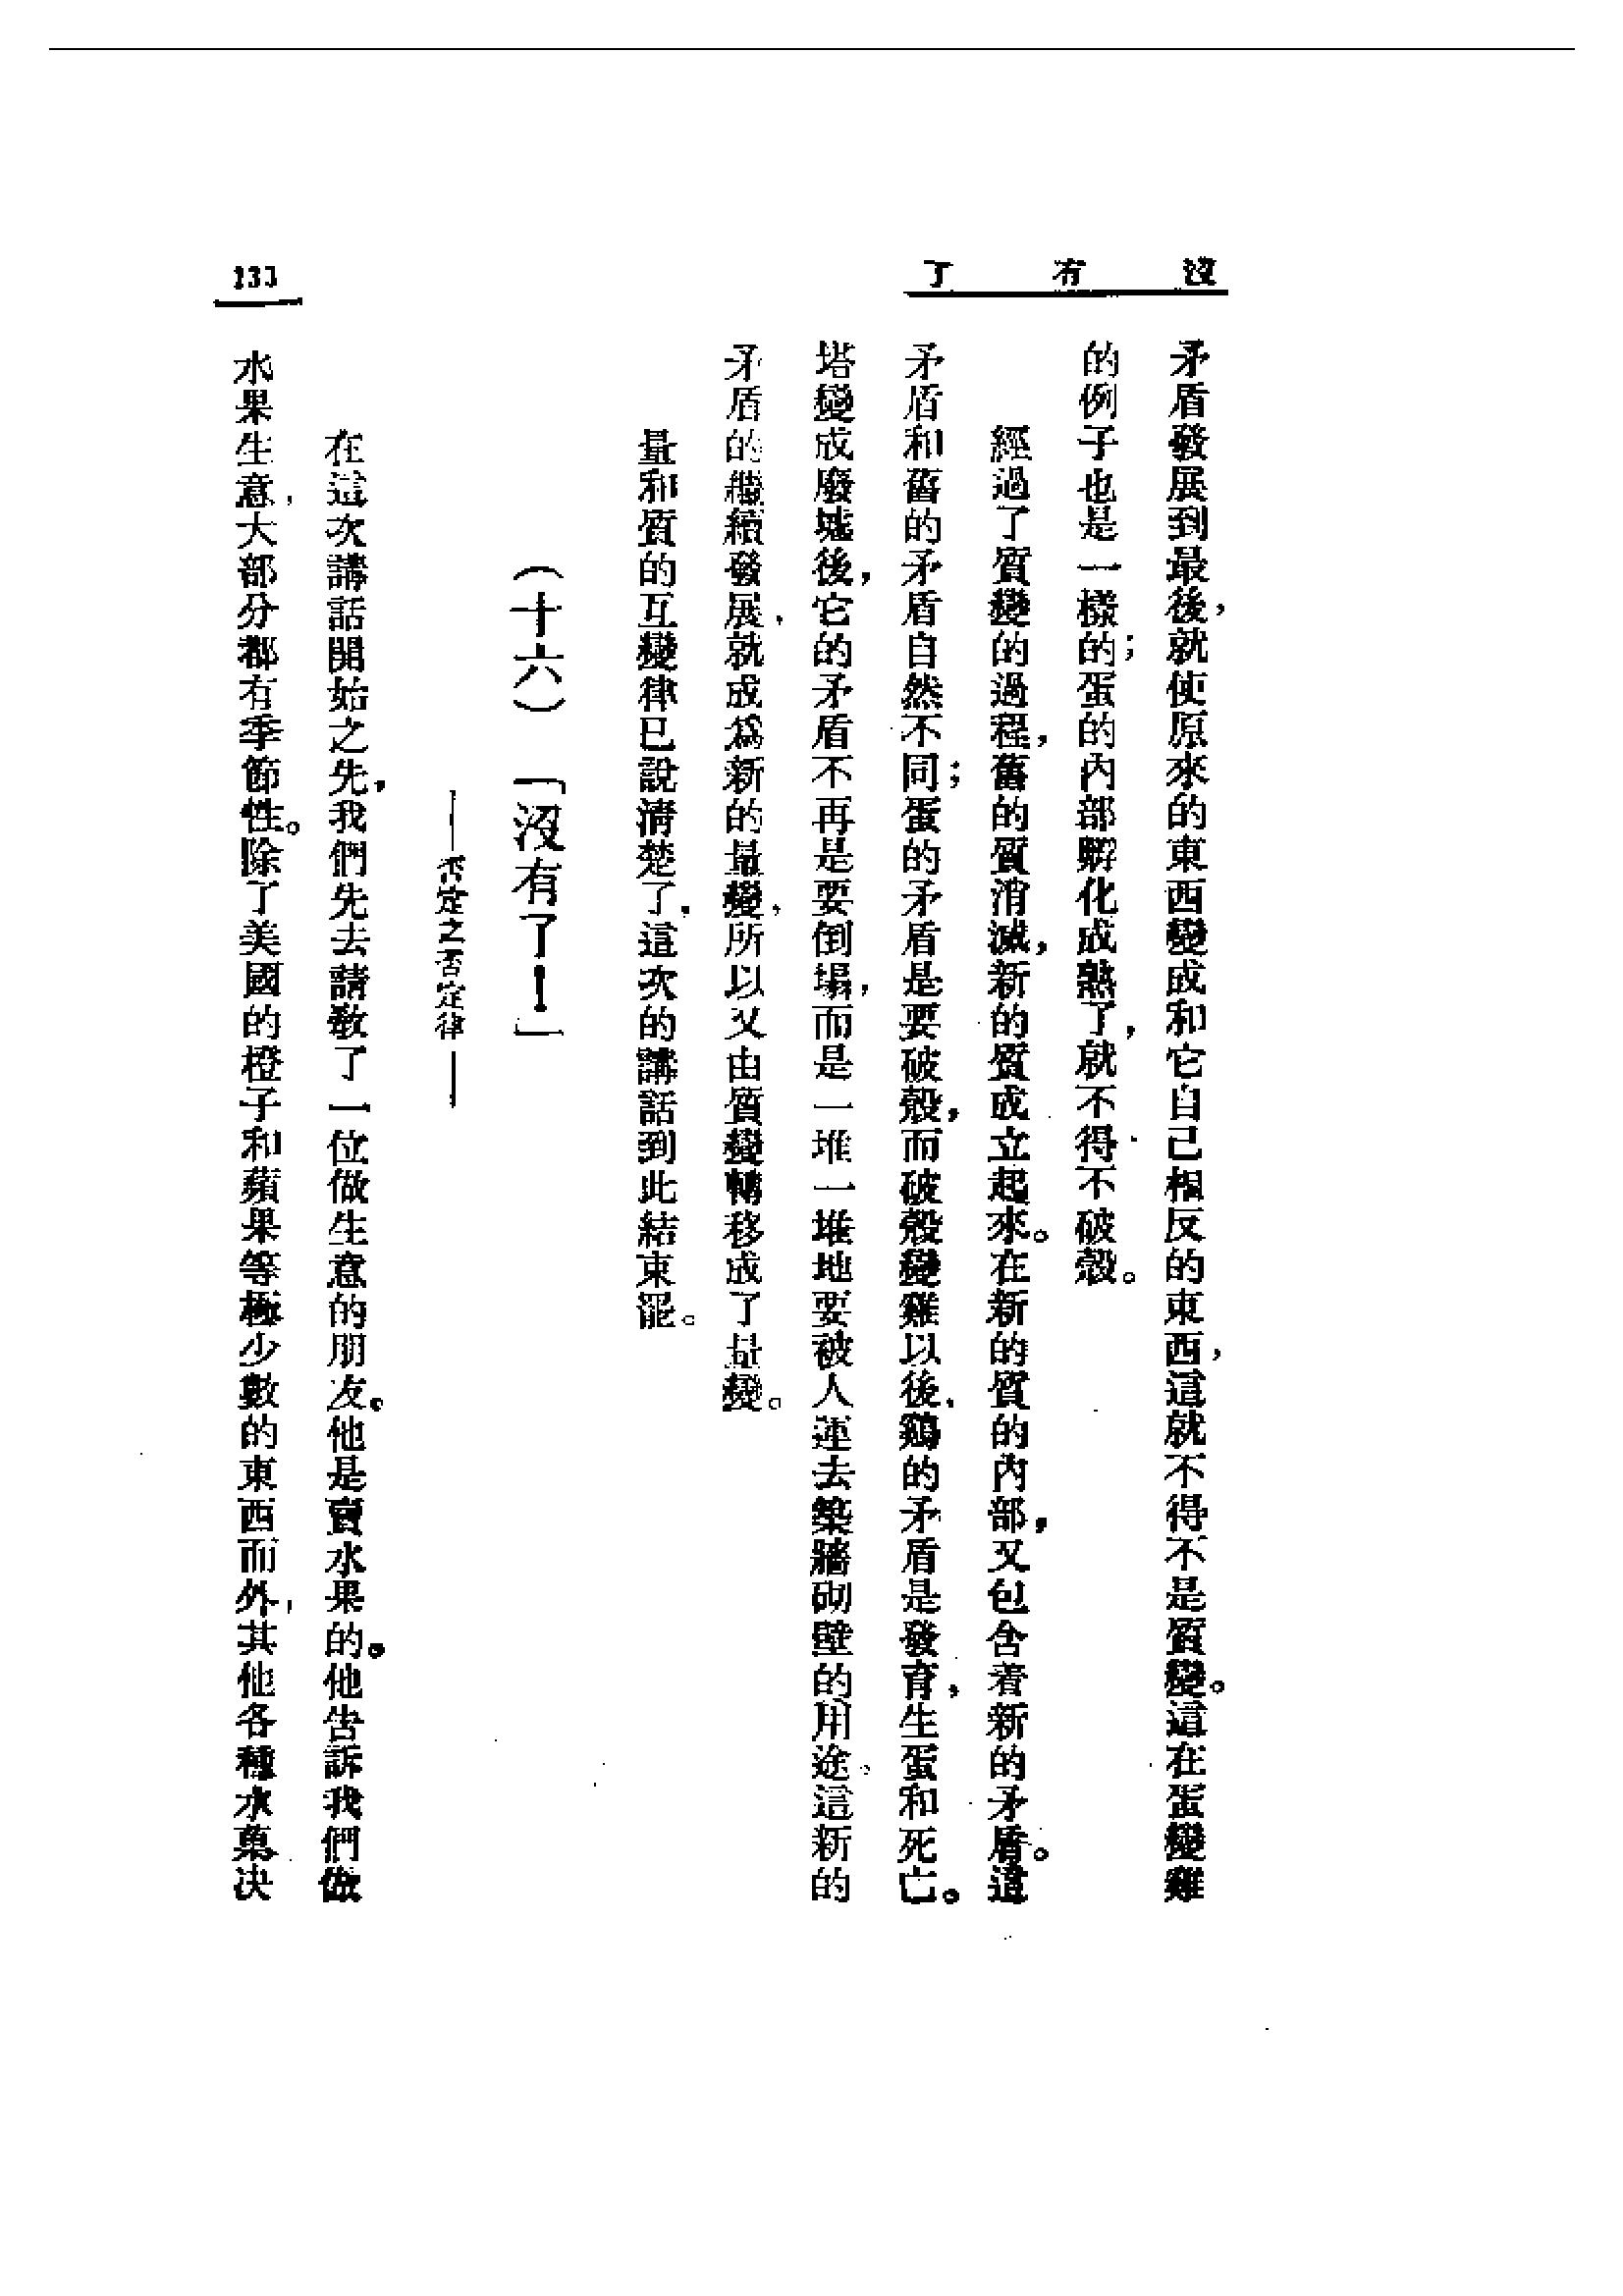 沒有了
矛盾發展到最後，就使原來的東西變成和它自己相反的東西，這就不得不是質變。這在蛋變雞
的例子也是一樣的；蛋的內部孵化成熟了，就不得不破殼。
經過了質變的過程，舊的質消滅，新的質成立起來。在新的質的內部，又包含着新的矛盾。這
矛盾和舊的矛盾自然不同；蛋的矛盾是要破殼，而破殼變雞以後，鷄的矛盾是發育，生蛋和死亡。
塔變成廢墟後，它的矛盾不再是要倒塌，而是一堆一堆地要被人運去築牆砌壁的用途。這新的
矛盾的繼續發展，就成爲新的量變，所以又由質變轉移成了量變。
量和質的互變律已說清楚了，這次的講話到此結束罷。
（十六）「沒有了！」
——否定之否定律——
在這次講話開始之先，我們先去請敎了一位做生意的朋友。他是賣水果的。他告訴我們做
水果生意，大部分都有季節性。除了美國的橙子和蘋果等極少數的東西而外，其他各種水菓，决
133